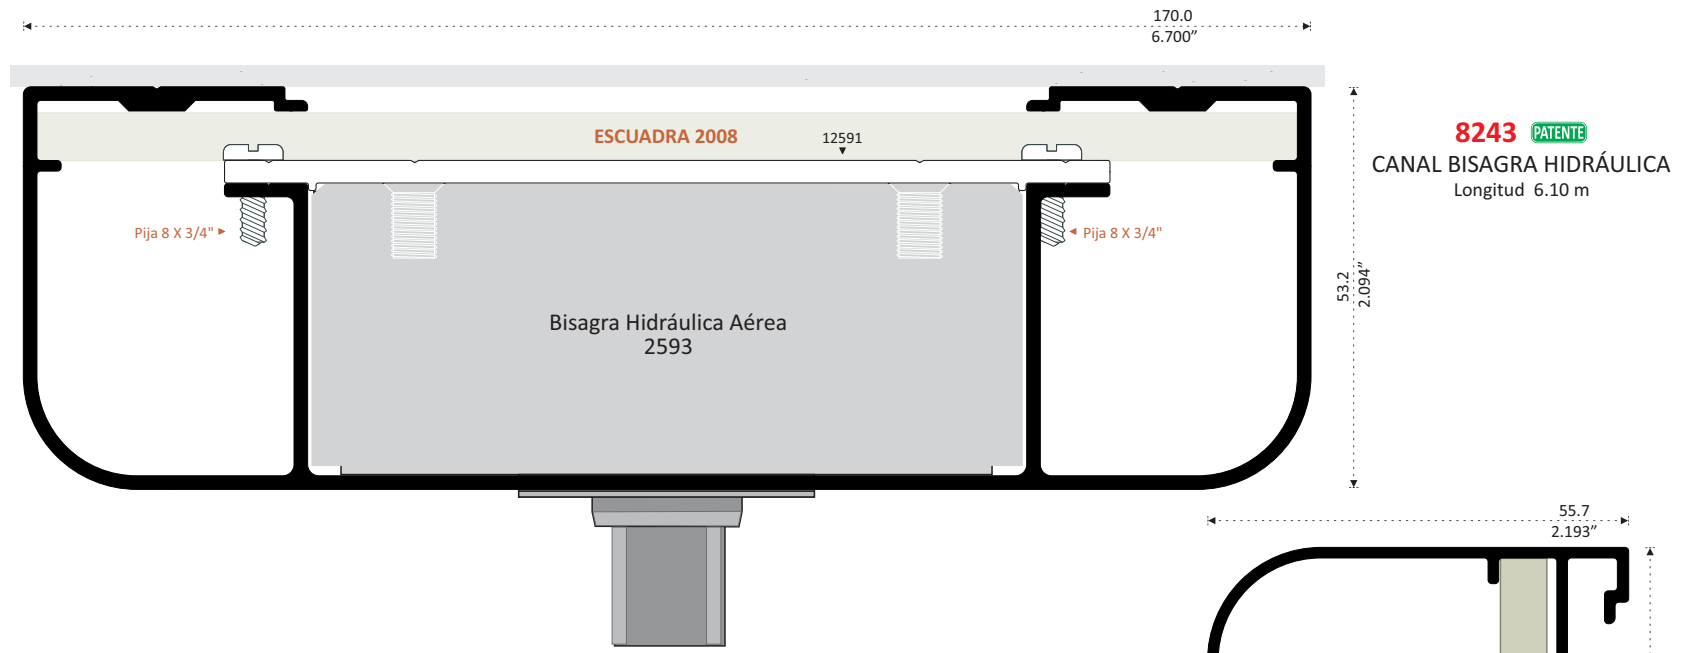 170.0
6.700”
ESCUADRA 2008
12591
8243 PATENTE
CANAL BISAGRA HIDRÁULICA
Longitud 6.10 m
Pija 8 X 3/4"
Pija 8 X 3/4"
53.2
2.094”
Bisagra Hidráulica Aérea
2593
55.7
2.193”